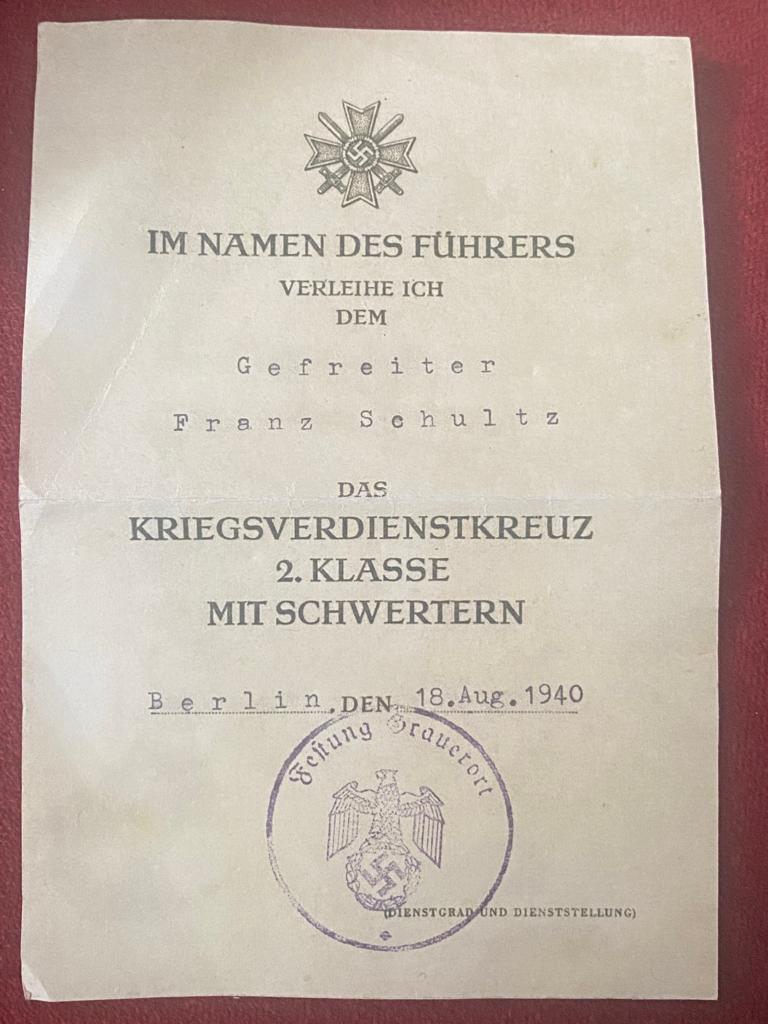 IM NAMEN DES FÜHRERS
VERLEIHE ICH
DEM
Gefreiter
Franz Schultz
DAS
KRIEGSVERDIENSTKREUZ
2. KLASSE
MIT SCHWERTERN
Berlin, DEN 18.Aug.1940
Festung Grauerort
(DIENSTGRAD UND DIENSTSTELLUNG)